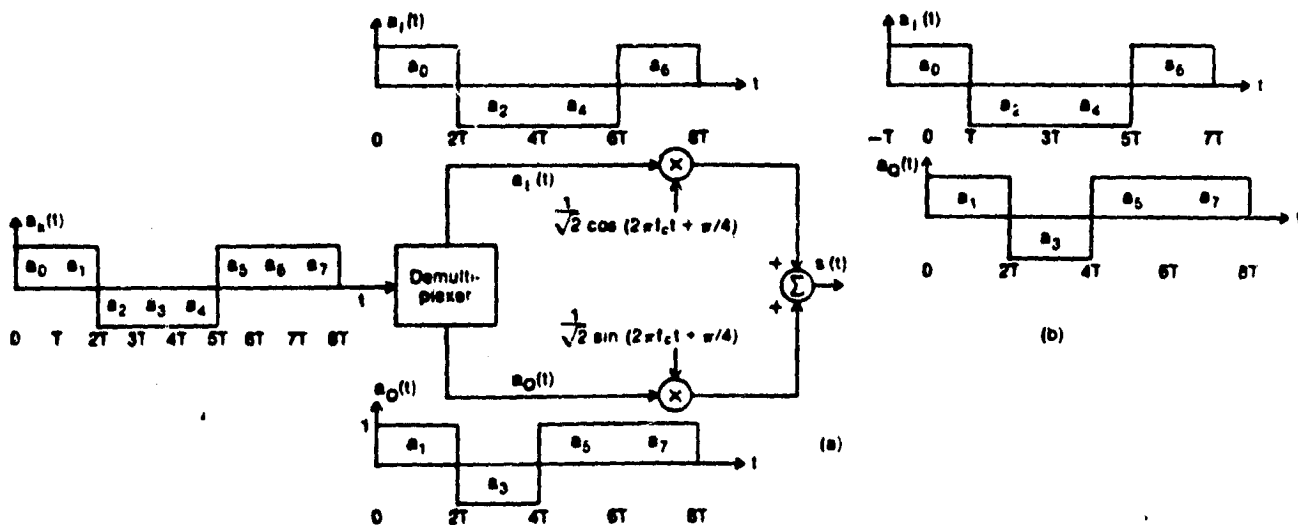 a_I(t)
a_0
a_6
t
a_2 a_4
0 2T 4T 6T 8T
a_I(t)
a_0
a_6
t
a_2 a_4
-T 0 T 3T 5T 7T
a_Q(t)
a_1
a_5 a_7
a_3
0 2T 4T 6T 8T
(b)
a_I(t)
×
1/√2 cos (2πf_c t + π/4)
a_s(t)
a_0 a_1
a_5 a_6 a_7
t
a_2 a_3 a_4
0 T 2T 3T 4T 5T 6T 7T 8T
Demulti-
plexer
+
Σ
s(t)
+
1/√2 sin (2πf_c t + π/4)
a_Q(t)
×
a_Q(t)
1
a_1
a_5 a_7
t
a_3
0 2T 4T 6T 8T
(a)